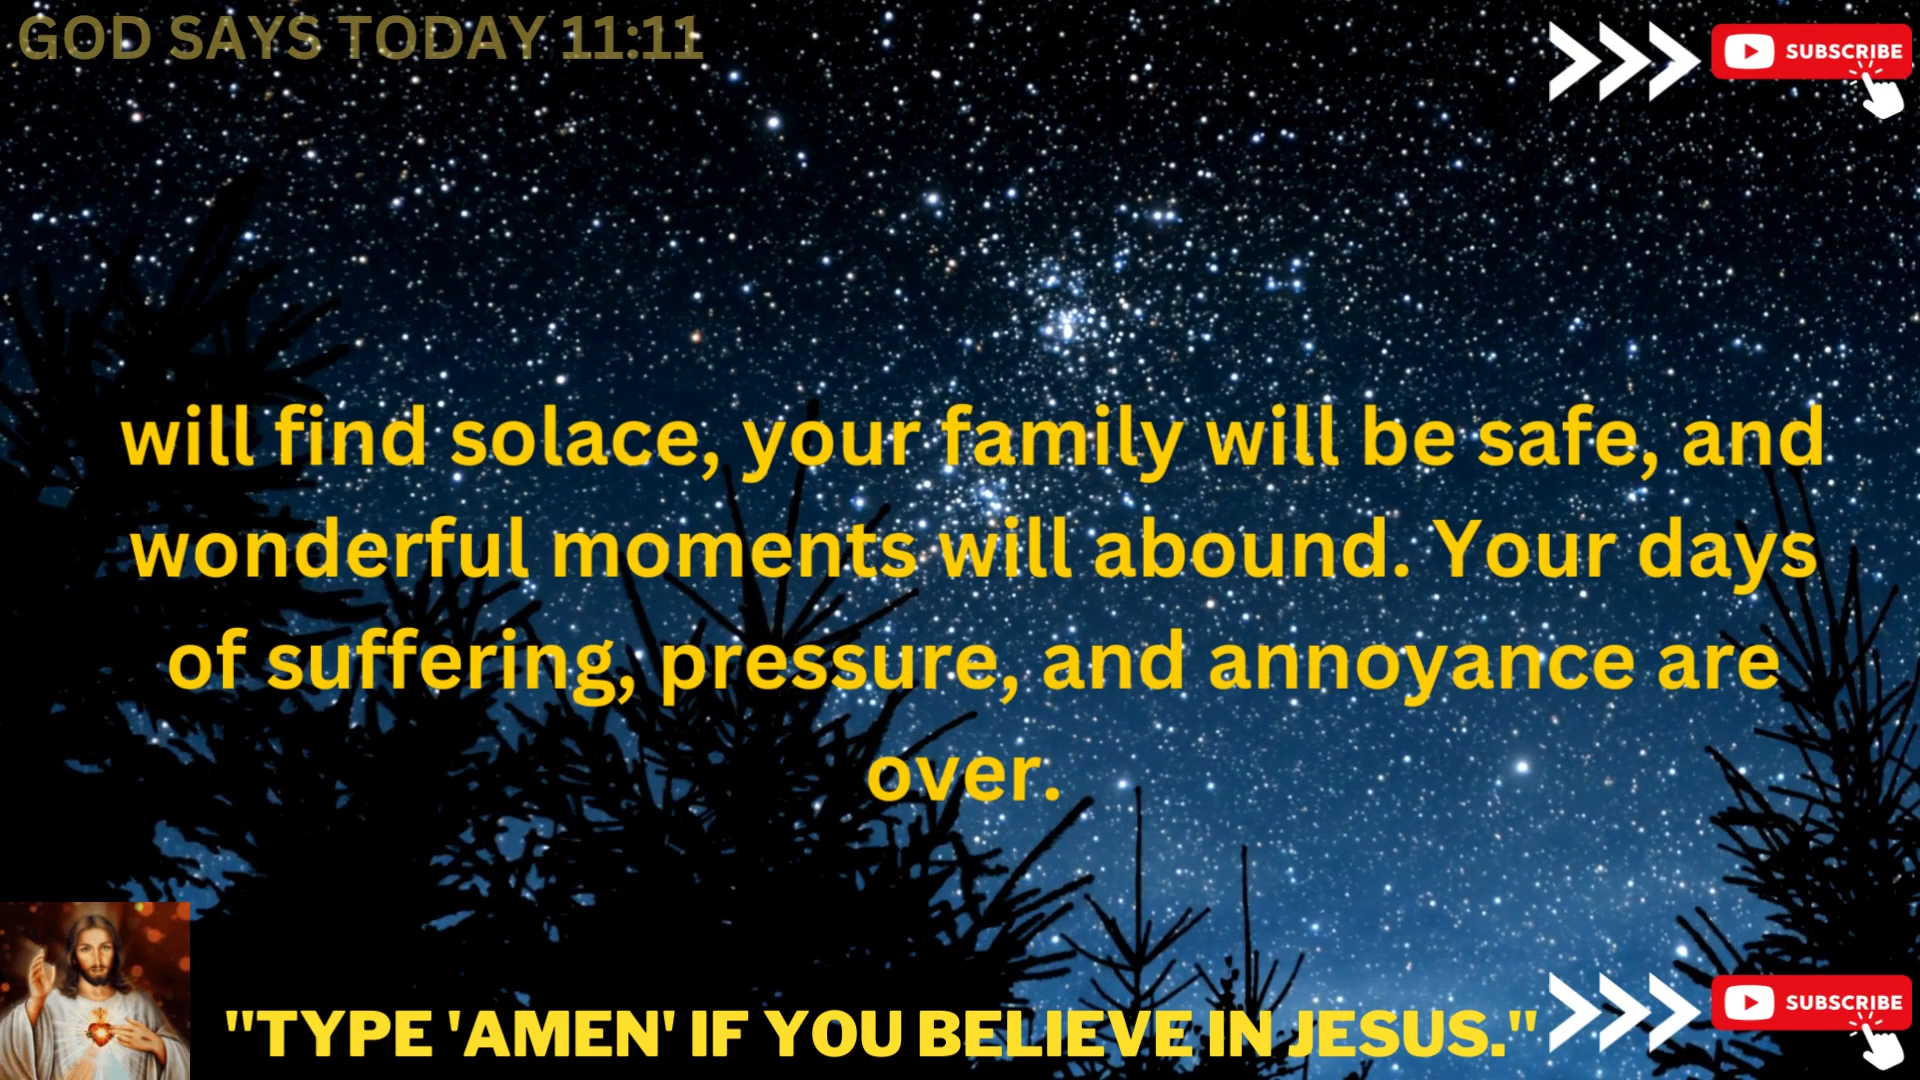 GOD SAYS TODAY 11:11
SUBSCRIBE
will find solace, your family will be safe, and
wonderful moments will abound. Your days
of suffering, pressure, and annoyance are
over.
"TYPE 'AMEN' IF YOU BELIEVE IN JESUS."
SUBSCRIBE